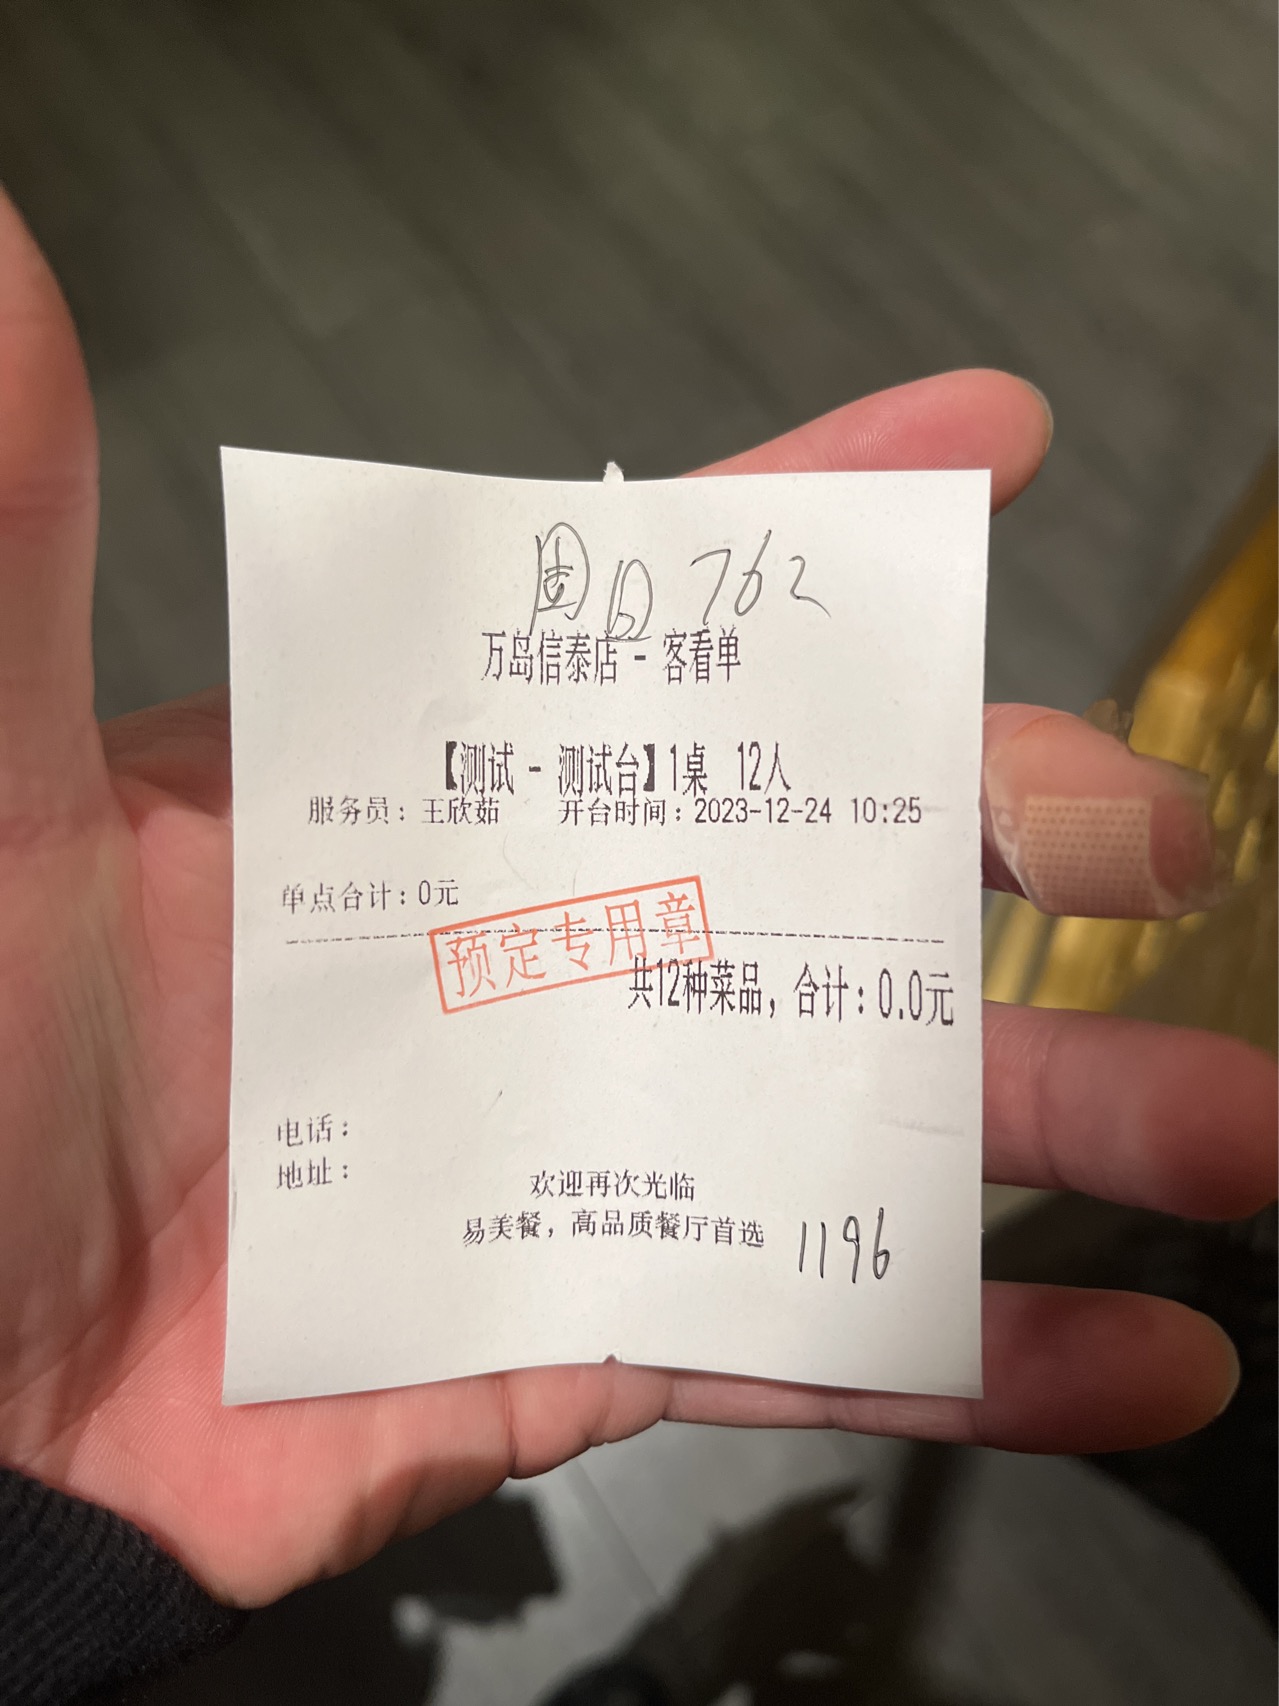 周日 762
万岛信泰店 - 客看单
【测试 - 测试台】1桌 12人
服务员：王欣茹 开台时间：2023-12-24 10:25
单点合计：0元
预定专用章
共12种菜品，合计：0.0元
电话：
地址：
欢迎再次光临
易美餐，高品质餐厅首选
1196